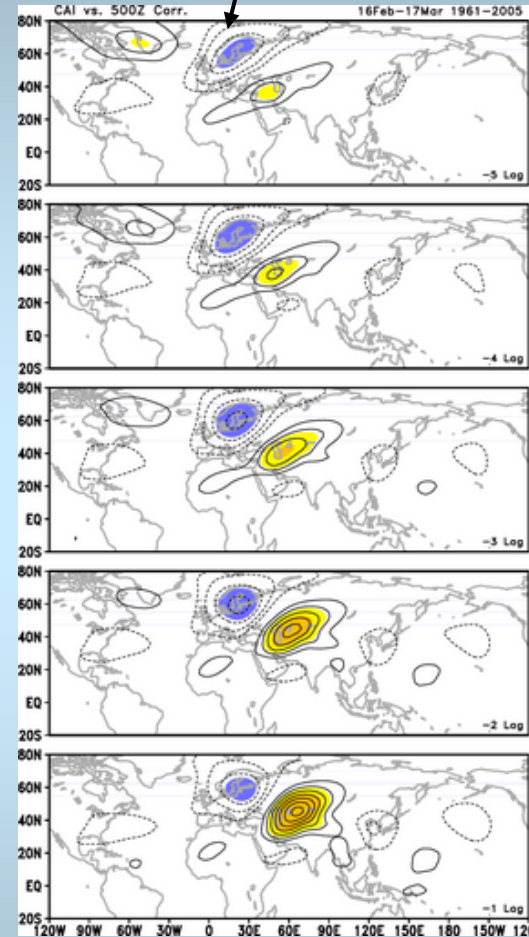 CAI vs. 500Z Corr. 16Feb-17Mar 1961-2005
80N
60N
40N
20N
EQ
20S
-5 Lag
80N
60N
40N
20N
EQ
20S
-4 Lag
80N
60N
40N
20N
EQ
20S
-3 Lag
80N
60N
40N
20N
EQ
20S
-2 Lag
80N
60N
40N
20N
EQ
20S
-1 Lag
120W 90W 60W 30W 0 30E 60E 90E 120E 150E 180 150W 120